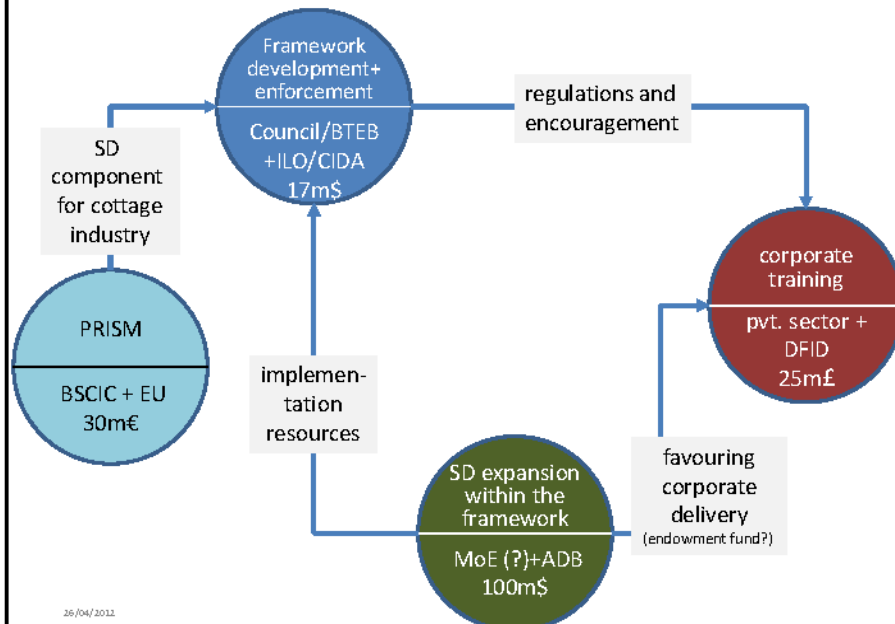 Framework
development+
enforcement
Council/BTEB
+ILO/CIDA
17m$
regulations and
encouragement
SD
component
for cottage
industry
corporate
training
pvt. sector +
DFID
25m£
PRISM
BSCIC + EU
30m€
implemen-
tation
resources
SD expansion
within the
framework
MoE (?)+ADB
100m$
favouring
corporate
delivery
(endowment fund?)
26/04/2012